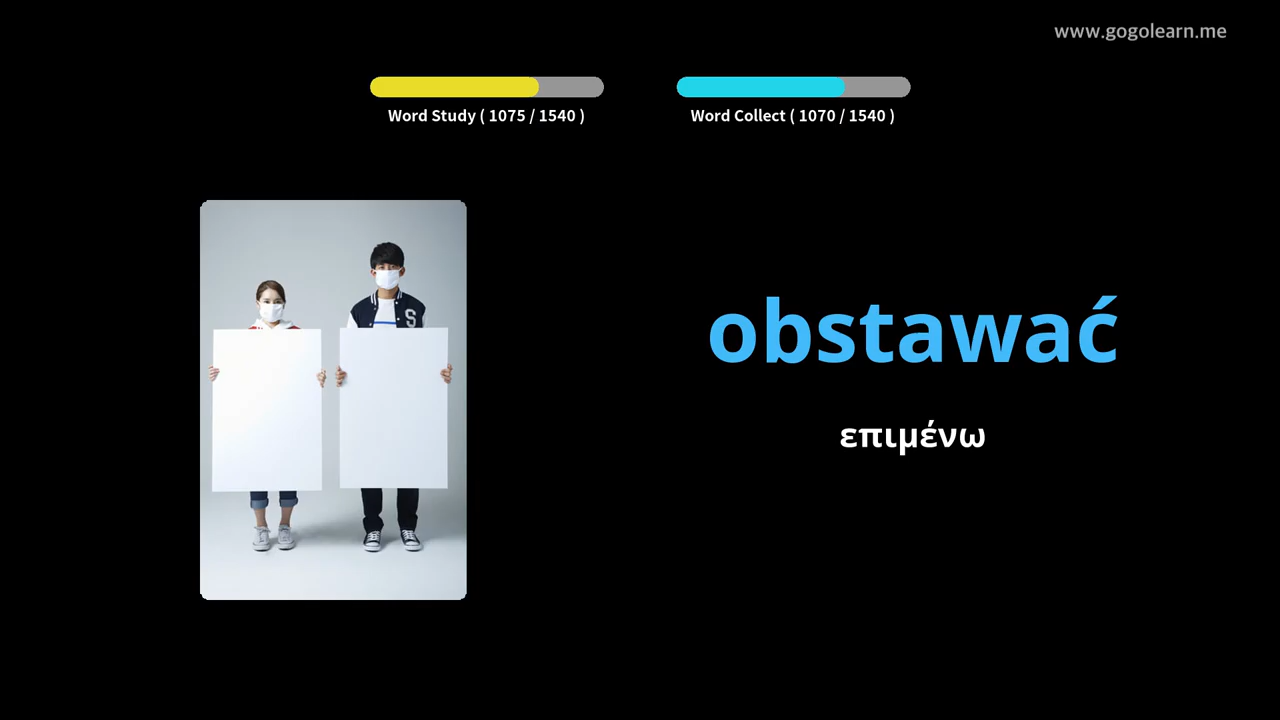 www.gogolearn.me
Word Study ( 1075 / 1540 )
Word Collect ( 1070 / 1540 )
S
obstawać
επιμένω